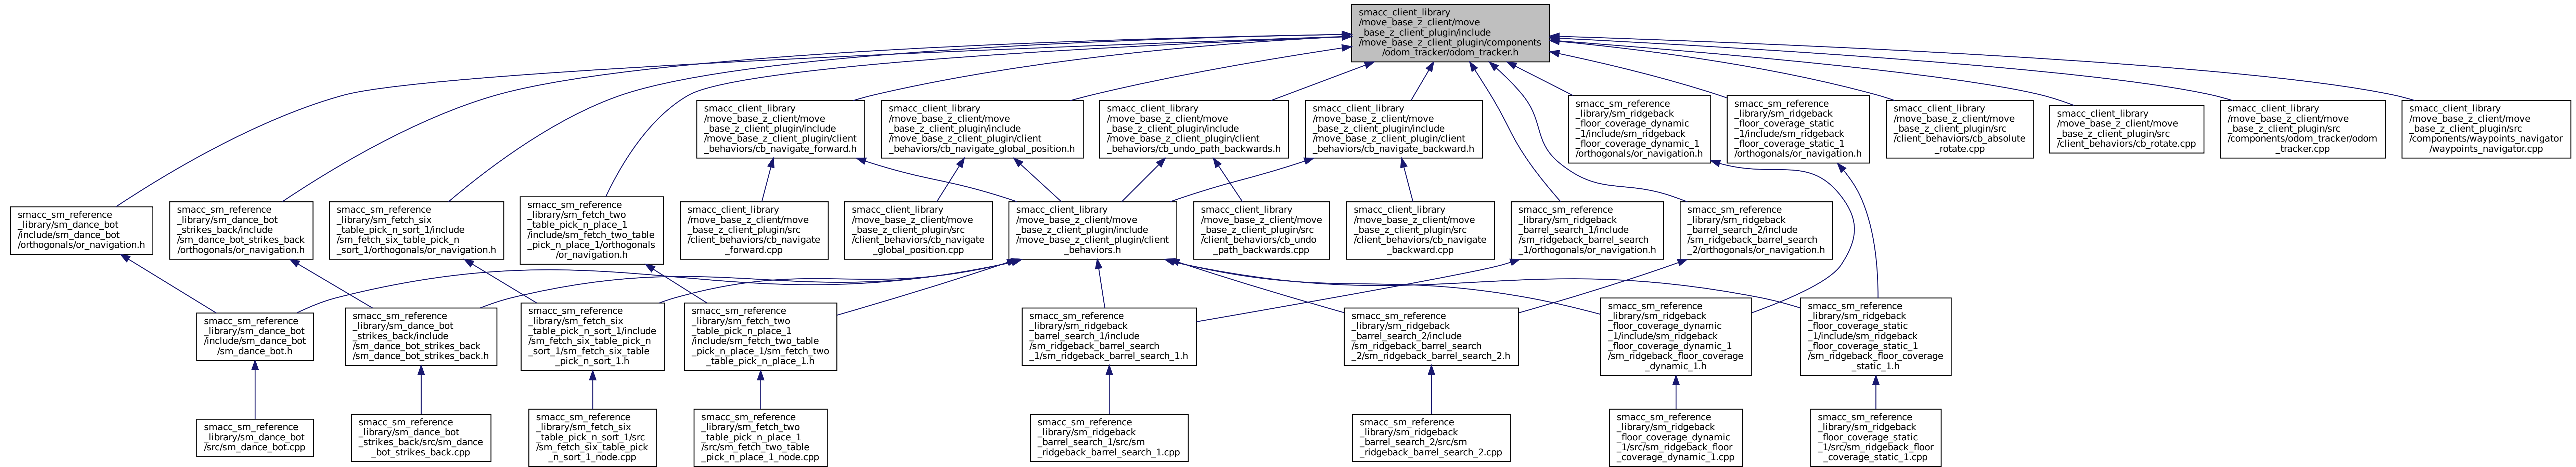 smacc_client_library
/move_base_z_client/move
_base_z_client_plugin/include
/move_base_z_client_plugin/components
/odom_tracker/odom_tracker.h
smacc_client_library
/move_base_z_client/move
_base_z_client_plugin/include
/move_base_z_client_plugin/client
_behaviors/cb_navigate_forward.h
smacc_client_library
/move_base_z_client/move
_base_z_client_plugin/include
/move_base_z_client_plugin/client
_behaviors/cb_navigate_global_position.h
smacc_client_library
/move_base_z_client/move
_base_z_client_plugin/include
/move_base_z_client_plugin/client
_behaviors/cb_undo_path_backwards.h
smacc_client_library
/move_base_z_client/move
_base_z_client_plugin/include
/move_base_z_client_plugin/client
_behaviors/cb_navigate_backward.h
smacc_sm_reference
_library/sm_ridgeback
_floor_coverage_dynamic
_1/include/sm_ridgeback
_floor_coverage_dynamic_1
/orthogonals/or_navigation.h
smacc_sm_reference
_library/sm_ridgeback
_floor_coverage_static
_1/include/sm_ridgeback
_floor_coverage_static_1
/orthogonals/or_navigation.h
smacc_client_library
/move_base_z_client/move
_base_z_client_plugin/src
/client_behaviors/cb_absolute
_rotate.cpp
smacc_client_library
/move_base_z_client/move
_base_z_client_plugin/src
/client_behaviors/cb_rotate.cpp
smacc_client_library
/move_base_z_client/move
_base_z_client_plugin/src
/components/odom_tracker/odom
_tracker.cpp
smacc_client_library
/move_base_z_client/move
_base_z_client_plugin/src
/components/waypoints_navigator
/waypoints_navigator.cpp
smacc_sm_reference
_library/sm_dance_bot
/include/sm_dance_bot
/orthogonals/or_navigation.h
smacc_sm_reference
_library/sm_dance_bot
_strikes_back/include
/sm_dance_bot_strikes_back
/orthogonals/or_navigation.h
smacc_sm_reference
_library/sm_fetch_six
_table_pick_n_sort_1/include
/sm_fetch_six_table_pick_n
_sort_1/orthogonals/or_navigation.h
smacc_sm_reference
_library/sm_fetch_two
_table_pick_n_place_1
/include/sm_fetch_two_table
_pick_n_place_1/orthogonals
/or_navigation.h
smacc_client_library
/move_base_z_client/move
_base_z_client_plugin/src
/client_behaviors/cb_navigate
_forward.cpp
smacc_client_library
/move_base_z_client/move
_base_z_client_plugin/src
/client_behaviors/cb_navigate
_global_position.cpp
smacc_client_library
/move_base_z_client/move
_base_z_client_plugin/include
/move_base_z_client_plugin/client
_behaviors.h
smacc_client_library
/move_base_z_client/move
_base_z_client_plugin/src
/client_behaviors/cb_undo
_path_backwards.cpp
smacc_client_library
/move_base_z_client/move
_base_z_client_plugin/src
/client_behaviors/cb_navigate
_backward.cpp
smacc_sm_reference
_library/sm_ridgeback
_barrel_search_1/include
/sm_ridgeback_barrel_search
_1/orthogonals/or_navigation.h
smacc_sm_reference
_library/sm_ridgeback
_barrel_search_2/include
/sm_ridgeback_barrel_search
_2/orthogonals/or_navigation.h
smacc_sm_reference
_library/sm_dance_bot
/include/sm_dance_bot
/sm_dance_bot.h
smacc_sm_reference
_library/sm_dance_bot
_strikes_back/include
/sm_dance_bot_strikes_back
/sm_dance_bot_strikes_back.h
smacc_sm_reference
_library/sm_fetch_six
_table_pick_n_sort_1/include
/sm_fetch_six_table_pick_n
_sort_1/sm_fetch_six_table
_pick_n_sort_1.h
smacc_sm_reference
_library/sm_fetch_two
_table_pick_n_place_1
/include/sm_fetch_two_table
_pick_n_place_1/sm_fetch_two
_table_pick_n_place_1.h
smacc_sm_reference
_library/sm_ridgeback
_barrel_search_1/include
/sm_ridgeback_barrel_search
_1/sm_ridgeback_barrel_search_1.h
smacc_sm_reference
_library/sm_ridgeback
_barrel_search_2/include
/sm_ridgeback_barrel_search
_2/sm_ridgeback_barrel_search_2.h
smacc_sm_reference
_library/sm_ridgeback
_floor_coverage_dynamic
_1/include/sm_ridgeback
_floor_coverage_dynamic_1
/sm_ridgeback_floor_coverage
_dynamic_1.h
smacc_sm_reference
_library/sm_ridgeback
_floor_coverage_static
_1/include/sm_ridgeback
_floor_coverage_static_1
/sm_ridgeback_floor_coverage
_static_1.h
smacc_sm_reference
_library/sm_dance_bot
/src/sm_dance_bot.cpp
smacc_sm_reference
_library/sm_dance_bot
_strikes_back/src/sm_dance
_bot_strikes_back.cpp
smacc_sm_reference
_library/sm_fetch_six
_table_pick_n_sort_1/src
/sm_fetch_six_table_pick
_n_sort_1_node.cpp
smacc_sm_reference
_library/sm_fetch_two
_table_pick_n_place_1
/src/sm_fetch_two_table
_pick_n_place_1_node.cpp
smacc_sm_reference
_library/sm_ridgeback
_barrel_search_1/src/sm
_ridgeback_barrel_search_1.cpp
smacc_sm_reference
_library/sm_ridgeback
_barrel_search_2/src/sm
_ridgeback_barrel_search_2.cpp
smacc_sm_reference
_library/sm_ridgeback
_floor_coverage_dynamic
_1/src/sm_ridgeback_floor
_coverage_dynamic_1.cpp
smacc_sm_reference
_library/sm_ridgeback
_floor_coverage_static
_1/src/sm_ridgeback_floor
_coverage_static_1.cpp